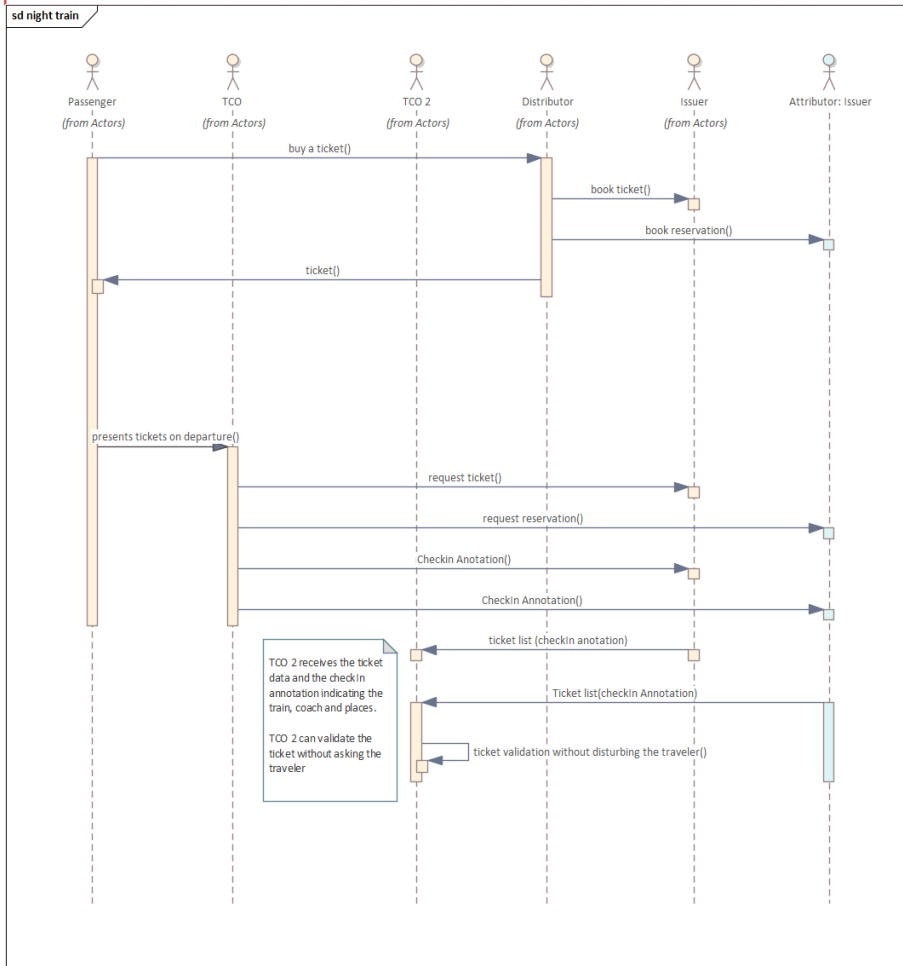 sd night train
Passenger
TCO
TCO 2
Distributor
Issuer
Attributor: Issuer
(from Actors)
(from Actors)
(from Actors)
(from Actors)
(from Actors)
buy a ticket()
book ticket()
book reservation()
ticket()
presents tickets on departure()
request ticket()
request reservation()
Checkin Anotation()
CheckIn Annotation()
ticket list (checkIn anotation)
TCO 2 receives the ticket
data and the checkIn
annotation indicating the
train, coach and places.
TCO 2 can validate the
ticket without asking the
traveler
Ticket list(checkIn Annotation)
ticket validation without disturbing the traveler()